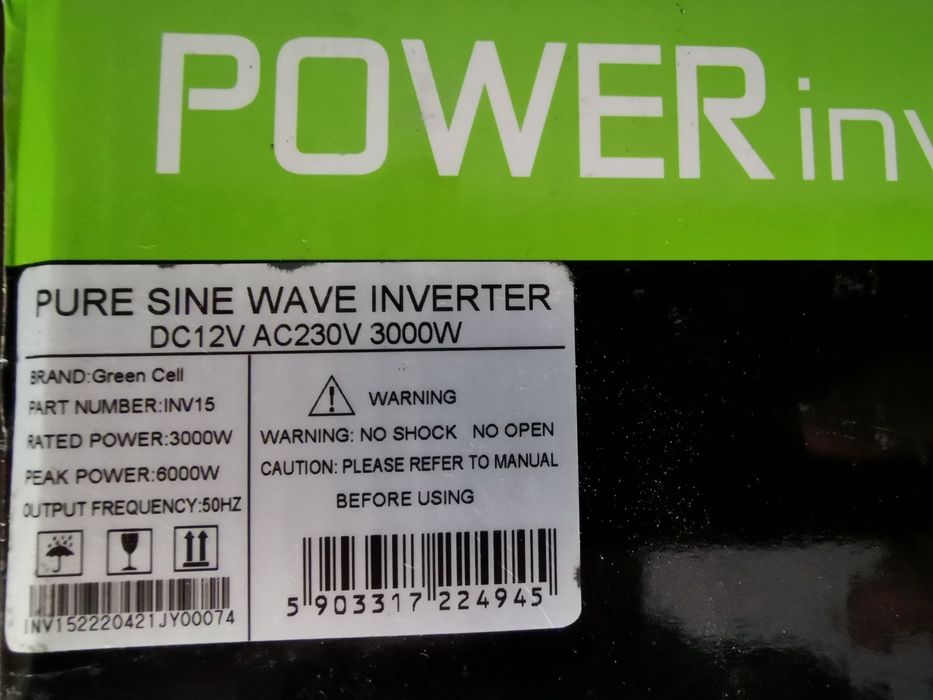 POWER inv
PURE SINE WAVE INVERTER
DC12V AC230V 3000W
BRAND:Green Cell
PART NUMBER:INV15
RATED POWER:3000W
PEAK POWER:6000W
OUTPUT FREQUENCY:50HZ
INV152220421JY00074
WARNING
WARNING: NO SHOCK NO OPEN
CAUTION: PLEASE REFER TO MANUAL
BEFORE USING
5 903317 224945